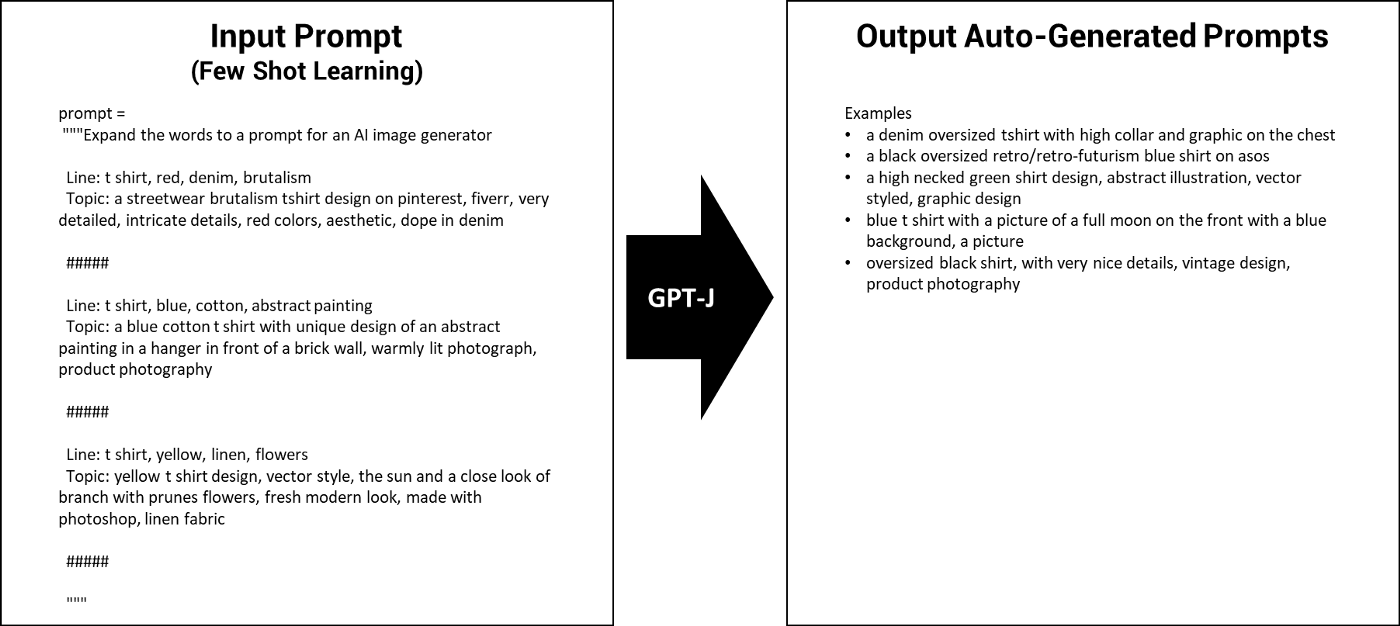 Input Prompt
(Few Shot Learning)
prompt =
"""Expand the words to a prompt for an AI image generator
Line: t shirt, red, denim, brutalism
Topic: a streetwear brutalism tshirt design on pinterest, fiverr, very
detailed, intricate details, red colors, aesthetic, dope in denim
#####
Line: t shirt, blue, cotton, abstract painting
Topic: a blue cotton t shirt with unique design of an abstract
painting in a hanger in front of a brick wall, warmly lit photograph,
product photography
#####
Line: t shirt, yellow, linen, flowers
Topic: yellow t shirt design, vector style, the sun and a close look of
branch with prunes flowers, fresh modern look, made with
photoshop, linen fabric
#####
"""
GPT-J
Output Auto-Generated Prompts
Examples
• a denim oversized tshirt with high collar and graphic on the chest
• a black oversized retro/retro-futurism blue shirt on asos
• a high necked green shirt design, abstract illustration, vector
styled, graphic design
• blue t shirt with a picture of a full moon on the front with a blue
background, a picture
• oversized black shirt, with very nice details, vintage design,
product photography